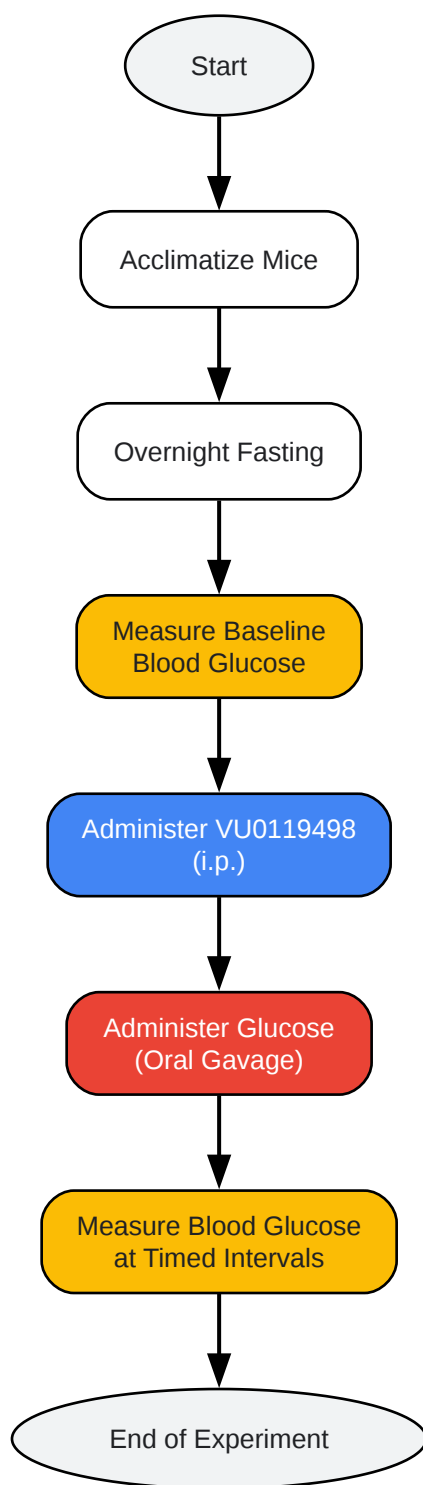 Start
Acclimatize Mice
Overnight Fasting
Measure Baseline
Blood Glucose
Administer VU0119498
(i.p.)
Administer Glucose
(Oral Gavage)
Measure Blood Glucose
at Timed Intervals
End of Experiment